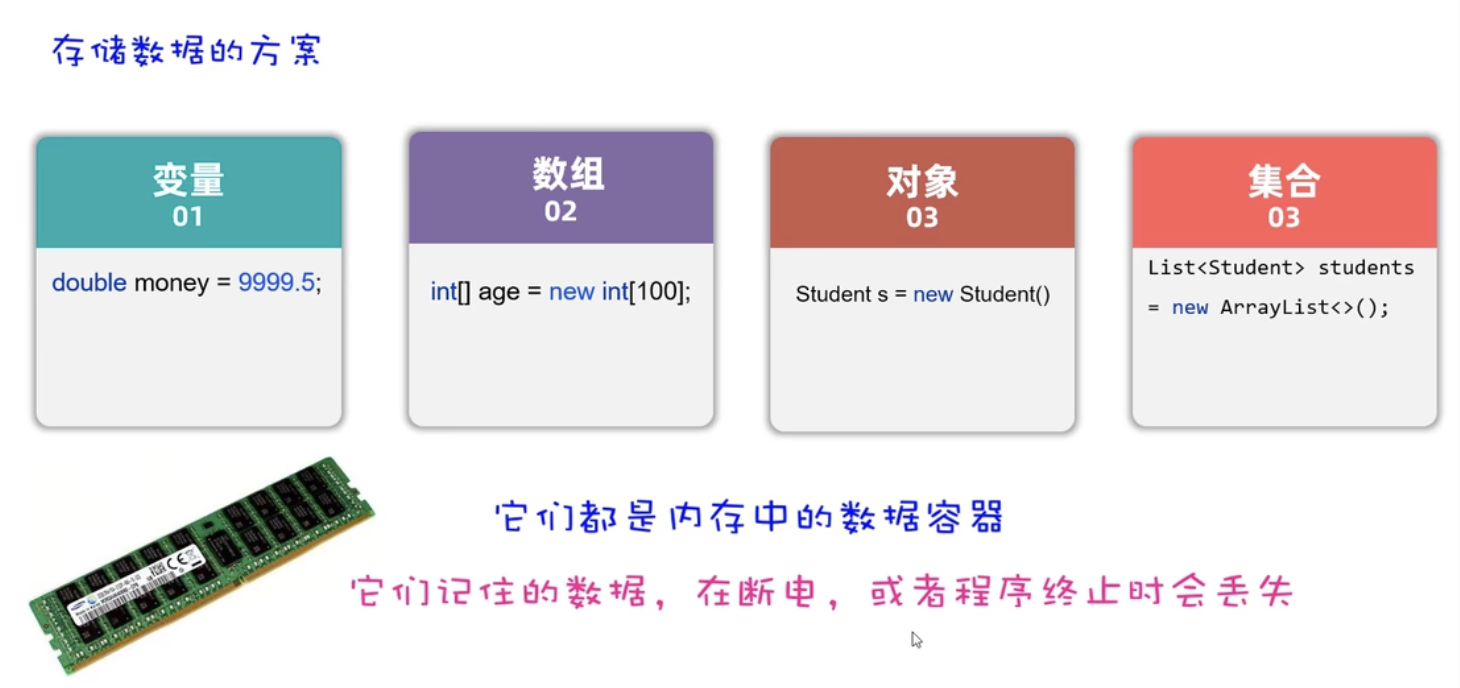 存储数据的方案
变量
01
double money = 9999.5;
数组
02
int[] age = new int[100];
对象
03
Student s = new Student()
集合
03
List<Student> students
= new ArrayList<>();
它们都是内存中的数据容器
它们记住的数据，在断电，或者程序终止时会丢失